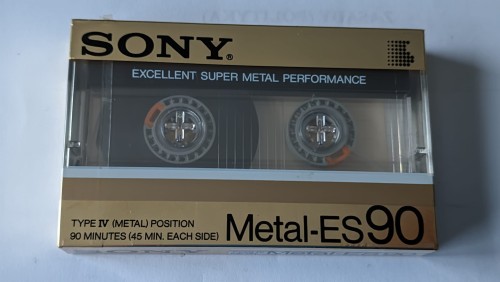 SONY®
EXCELLENT SUPER METAL PERFORMANCE
TYPE IV (METAL) POSITION
90 MINUTES (45 MIN. EACH SIDE)
Metal-ES90